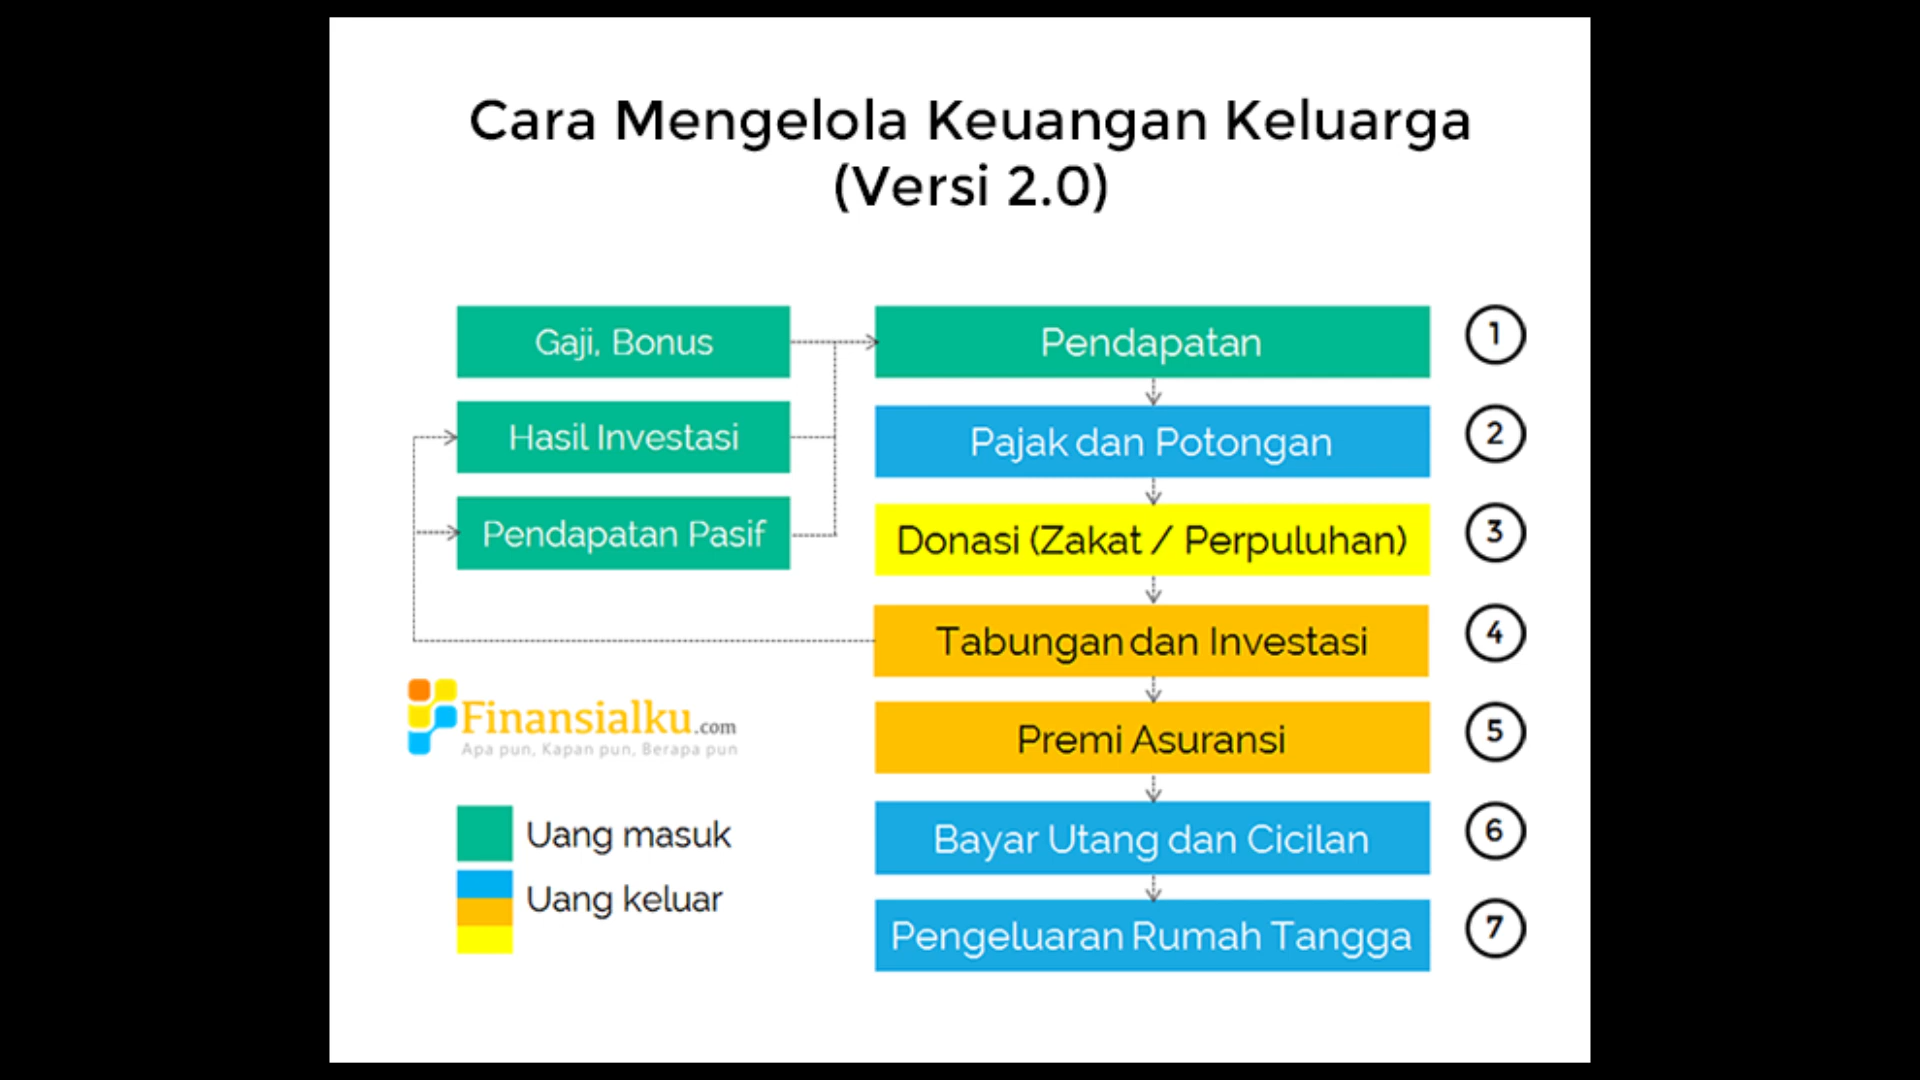 Cara Mengelola Keuangan Keluarga
(Versi 2.0)
Gaji, Bonus
Hasil Investasi
Pendapatan Pasif
Pendapatan
1
Pajak dan Potongan
2
Donasi (Zakat / Perpuluhan)
3
Tabungan dan Investasi
4
Premi Asuransi
5
Bayar Utang dan Cicilan
6
Pengeluaran Rumah Tangga
7
Finansialku.com
Apa pun, Kapan pun, Berapa pun
Uang masuk
Uang keluar